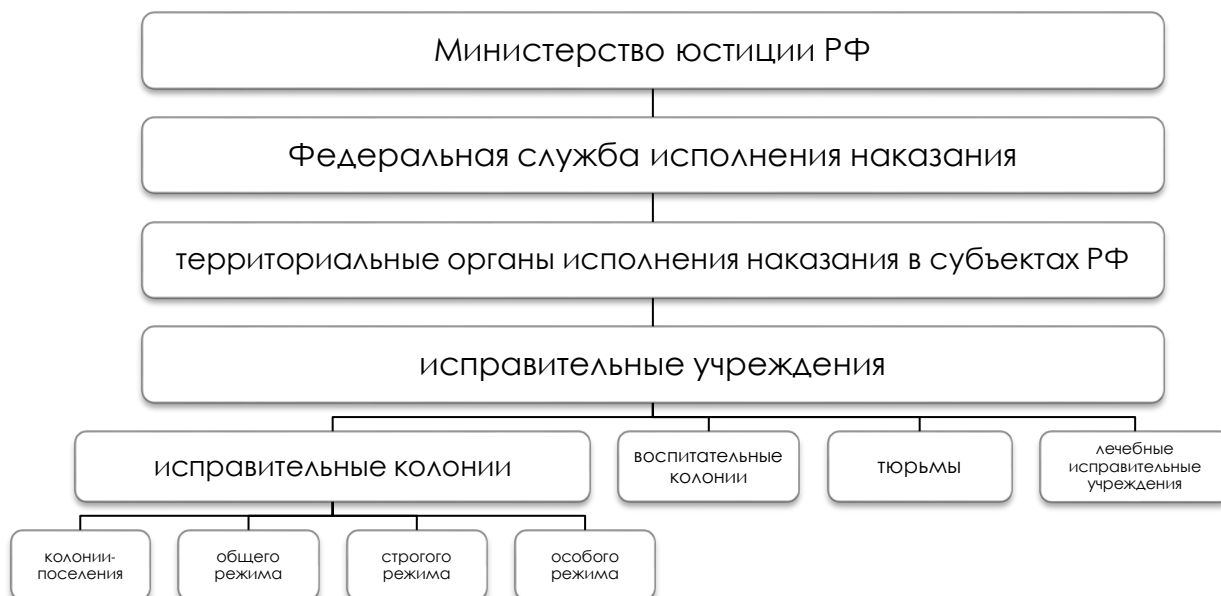 Министерство юстиции РФ
Федеральная служба исполнения наказания
территориальные органы исполнения наказания в субъектах РФ
исправительные учреждения
исправительные колонии
воспитательные
колонии
тюрьмы
лечебные
исправительные
учреждения
колонии-
поселения
общего
режима
строгого
режима
особого
режима